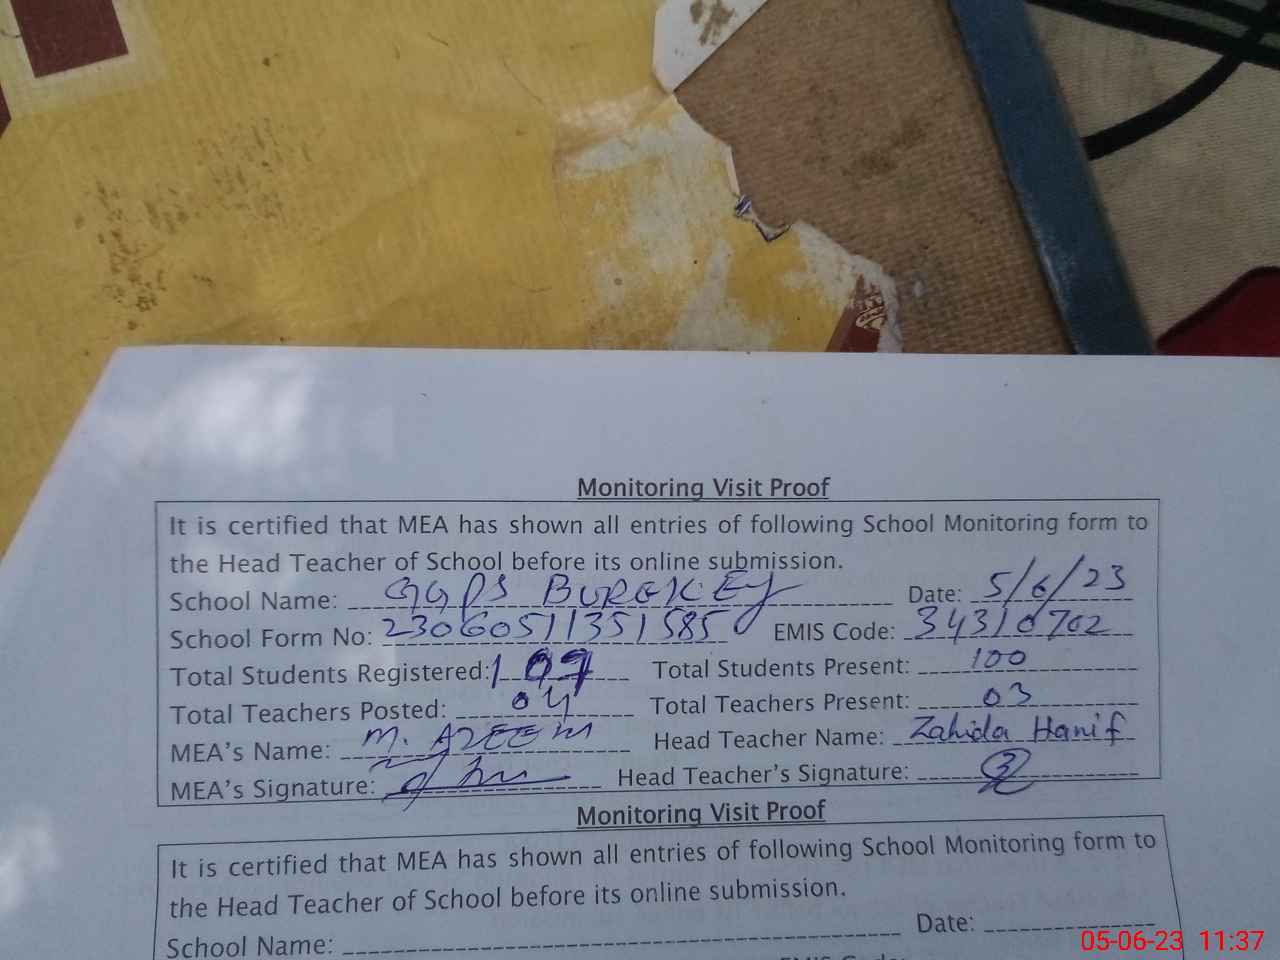 Monitoring Visit Proof
It is certified that MEA has shown all entries of following School Monitoring form to
the Head Teacher of School before its online submission.
School Name: GGPS BUREKEY Date: 5/6/23
School Form No: 23060511351585 EMIS Code: 34310702
Total Students Registered: 107 Total Students Present: 100
Total Teachers Posted: 04 Total Teachers Present: 03
MEA's Name: M. AZEEM Head Teacher Name: Zahida Hanif
MEA's Signature: Head Teacher's Signature:
Monitoring Visit Proof
It is certified that MEA has shown all entries of following School Monitoring form to
the Head Teacher of School before its online submission.
School Name: Date:
05-06-23 11:37